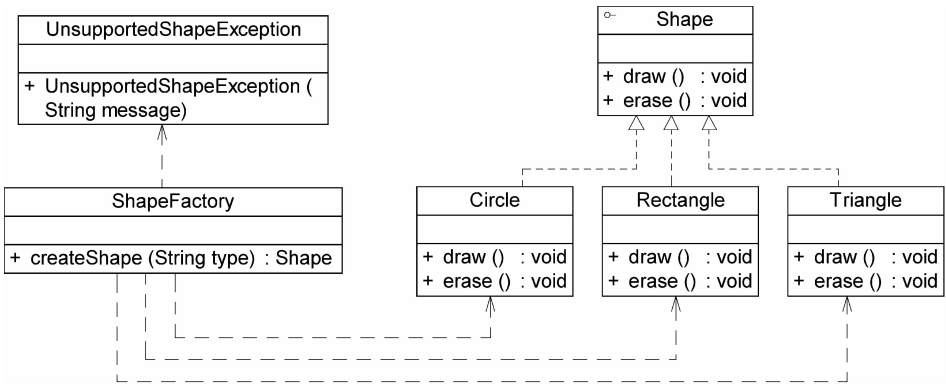 UnsupportedShapeException
+ UnsupportedShapeException (
String message)
Shape
+ draw () : void
+ erase () : void
ShapeFactory
+ createShape (String type) : Shape
Circle
+ draw () : void
+ erase () : void
Rectangle
+ draw () : void
+ erase () : void
Triangle
+ draw () : void
+ erase () : void